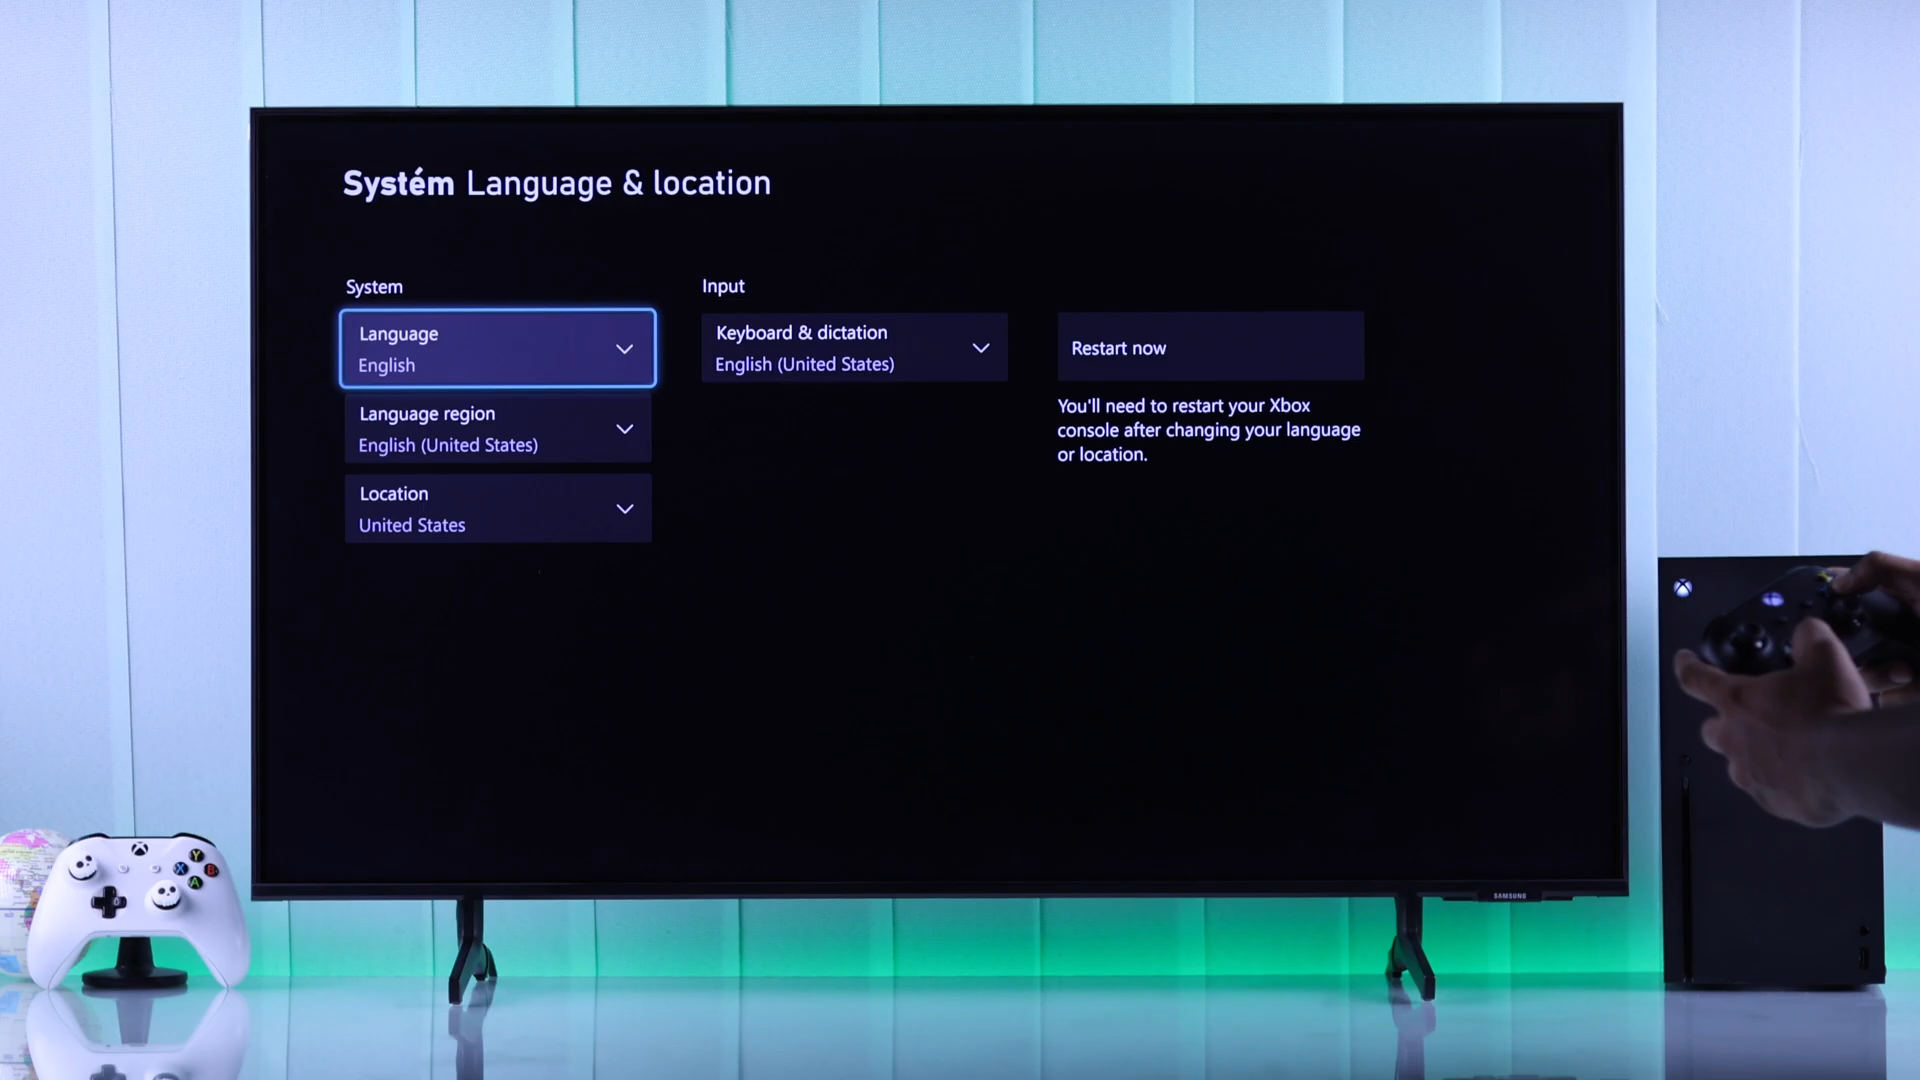 Systém Language & location
System
Input
Language
English
Keyboard & dictation
English (United States)
Restart now
Language region
English (United States)
You'll need to restart your Xbox
console after changing your language
or location.
Location
United States
SAMSUNG
Y
X
B
A